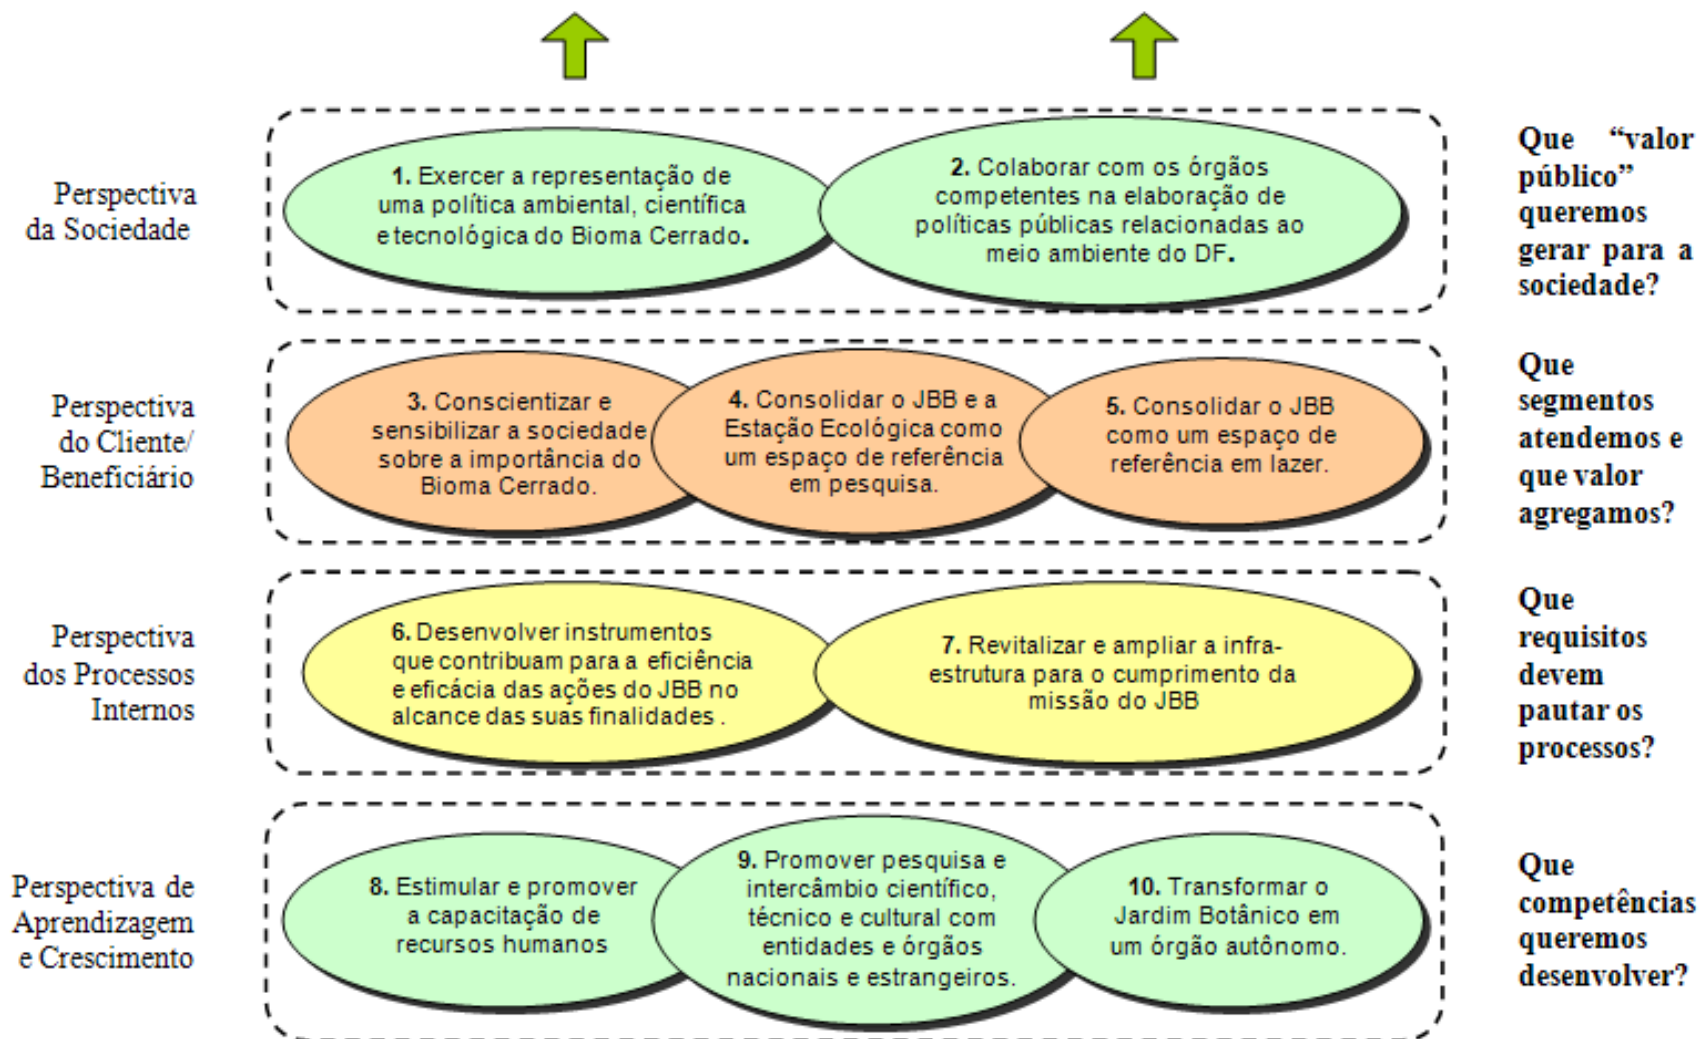 Perspectiva
da Sociedade
1. Exercer a representação de
uma política ambiental, científica
e tecnológica do Bioma Cerrado.
2. Colaborar com os órgãos
competentes na elaboração de
políticas públicas relacionadas ao
meio ambiente do DF.
Que “valor
público”
queremos
gerar para a
sociedade?
Perspectiva
do Cliente/
Beneficiário
3. Conscientizar e
sensibilizar a sociedade
sobre a importância do
Bioma Cerrado.
4. Consolidar o JBB e a
Estação Ecológica como
um espaço de referência
em pesquisa.
5. Consolidar o JBB
como um espaço de
referência em lazer.
Que
segmentos
atendemos e
que valor
agregamos?
Perspectiva
dos Processos
Internos
6. Desenvolver instrumentos
que contribuam para a eficiência
e eficácia das ações do JBB no
alcance das suas finalidades .
7. Revitalizar e ampliar a infra-
estrutura para o cumprimento da
missão do JBB
Que
requisitos
devem
pautar os
processos?
Perspectiva de
Aprendizagem
e Crescimento
8. Estimular e promover
a capacitação de
recursos humanos
9. Promover pesquisa e
intercâmbio científico,
técnico e cultural com
entidades e órgãos
nacionais e estrangeiros.
10. Transformar o
Jardim Botânico em
um órgão autônomo.
Que
competências
queremos
desenvolver?